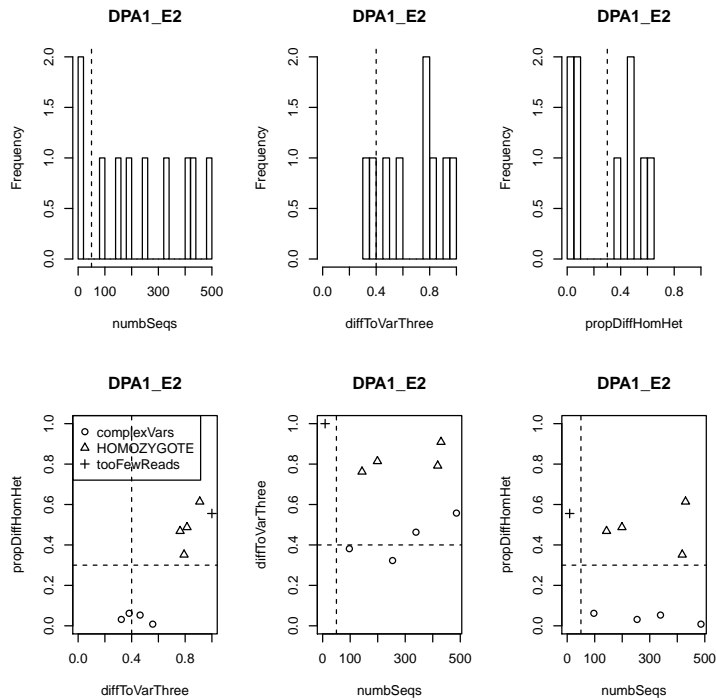 DPA1_E2
DPA1_E2
DPA1_E2
Frequency
0.0 0.5 1.0 1.5 2.0
0 100 300 500
numbSeqs
Frequency
0.0 0.5 1.0 1.5 2.0
0.0 0.4 0.8
diffToVarThree
Frequency
0.0 0.5 1.0 1.5 2.0
0.0 0.4 0.8
propDiffHomHet
DPA1_E2
DPA1_E2
DPA1_E2
propDiffHomHet
0.0 0.2 0.4 0.6 0.8 1.0
complexVars
HOMOZYGOTE
tooFewReads
0.0 0.4 0.8
diffToVarThree
diffToVarThree
0.0 0.2 0.4 0.6 0.8 1.0
0 100 300 500
numbSeqs
propDiffHomHet
0.0 0.2 0.4 0.6 0.8 1.0
0 100 300 500
numbSeqs